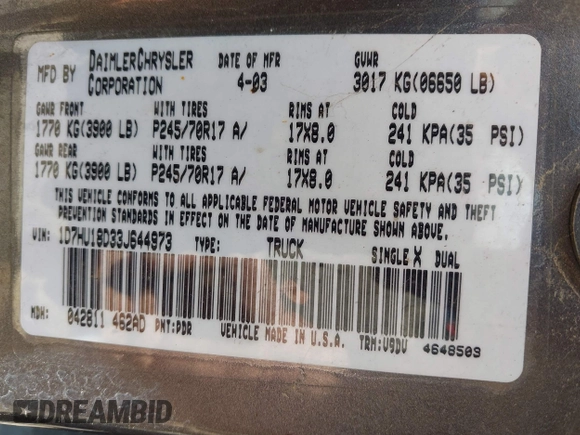 MFD BY DAIMLERCHRYSLER CORPORATION DATE OF MFR 4-03 GVWR 3017 KG(06650 LB)
GAWR FRONT WITH TIRES RIMS AT COLD
1770 KG(3900 LB) P245/70R17 A/ 17X8.0 241 KPA(35 PSI)
GAWR REAR WITH TIRES RIMS AT COLD
1770 KG(3900 LB) P245/70R17 A/ 17X8.0 241 KPA(35 PSI)
THIS VEHICLE CONFORMS TO ALL APPLICABLE FEDERAL MOTOR VEHICLE SAFETY AND THEFT
PREVENTION STANDARDS IN EFFECT ON THE DATE OF MANUFACTURE SHOWN ABOVE.
VIN: 1D7HU18D33J644973 TYPE: TRUCK SINGLE X DUAL
MDH: 042811 462AD PNT:PDR VEHICLE MADE IN U.S.A. TRM:V9DV 4648503
DREAMBID